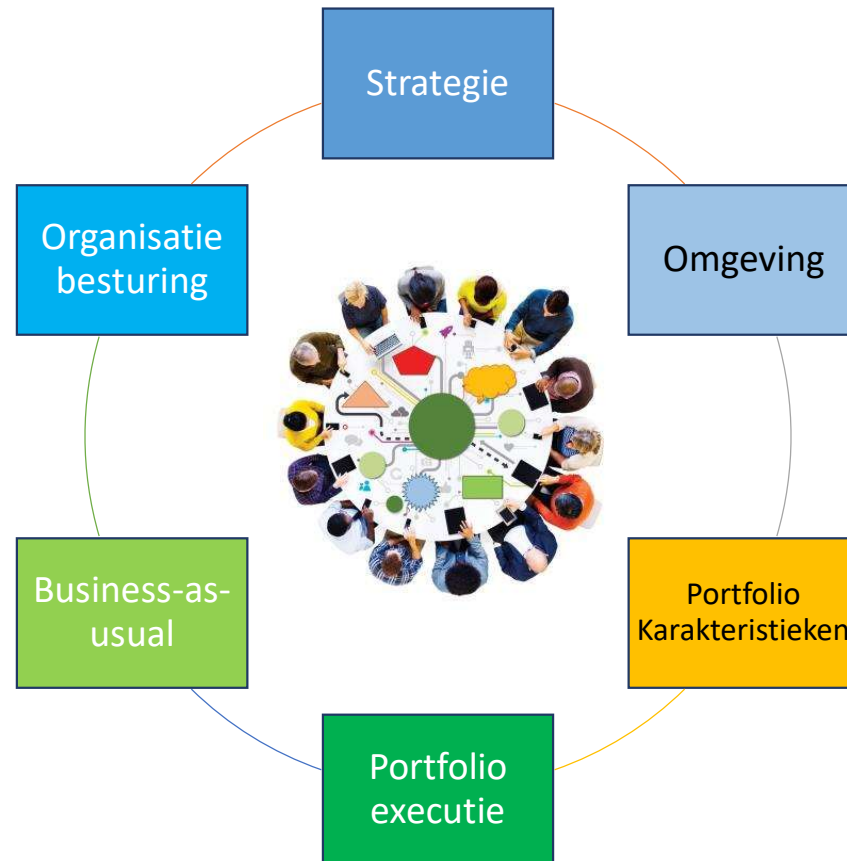 Strategie
Omgeving
Portfolio
Karakteristieken
Portfolio
executie
Business-as-
usual
Organisatie
besturing